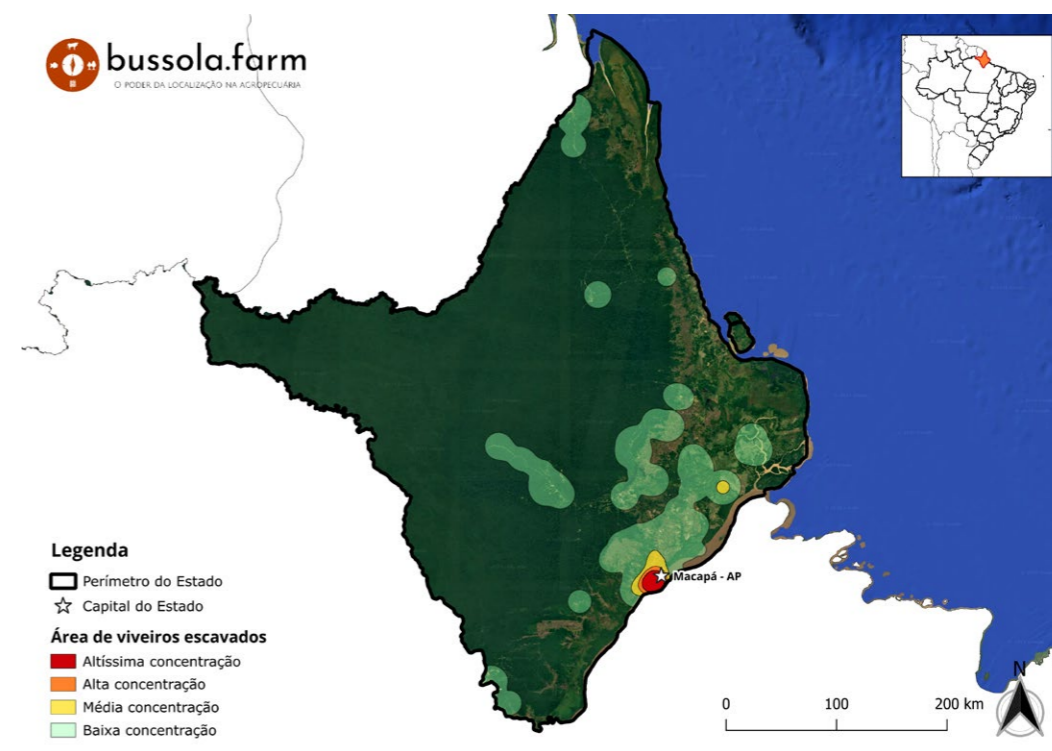 bussola.farm
O PODER DA LOCALIZAÇÃO NA AGROPECUÁRIA
Macapá - AP
Legenda
Perímetro do Estado
Capital do Estado
Área de viveiros escavados
Altíssima concentração
Alta concentração
Média concentração
Baixa concentração
0 100 200 km
N